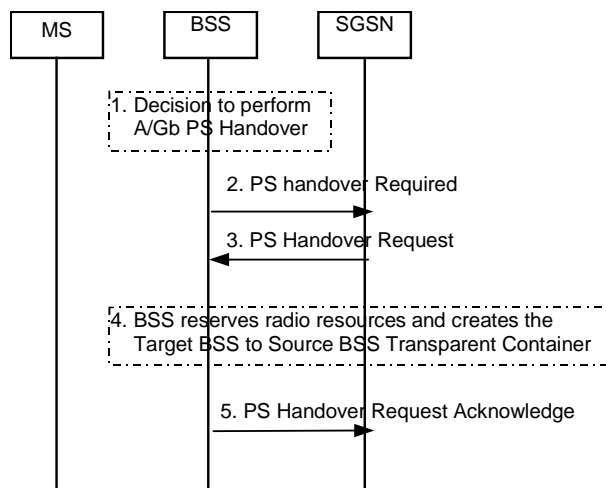 MS
BSS
SGSN
1. Decision to perform
A/Gb PS Handover
2. PS handover Required
3. PS Handover Request
4. BSS reserves radio resources and creates the
Target BSS to Source BSS Transparent Container
5. PS Handover Request Acknowledge